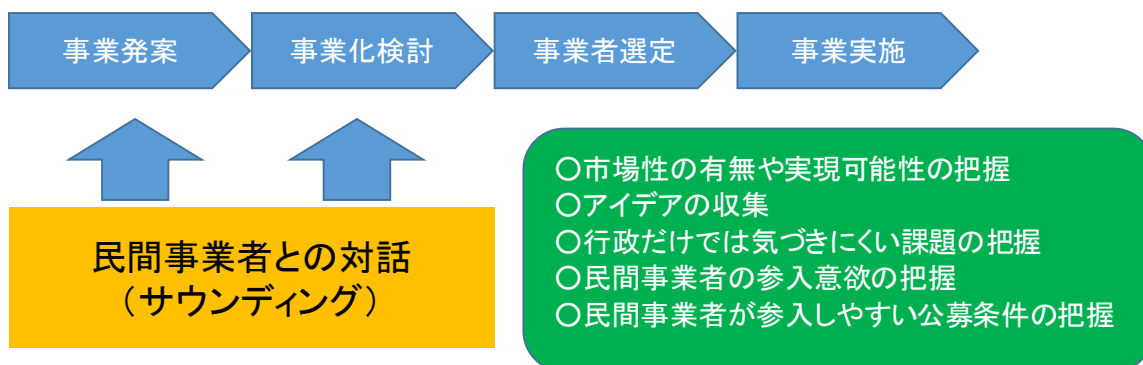 事業発案
事業化検討
事業者選定
事業実施
民間事業者との対話
（サウンディング）
○市場性の有無や実現可能性の把握
○アイデアの収集
○行政だけでは気づきにくい課題の把握
○民間事業者の参入意欲の把握
○民間事業者が参入しやすい公募条件の把握